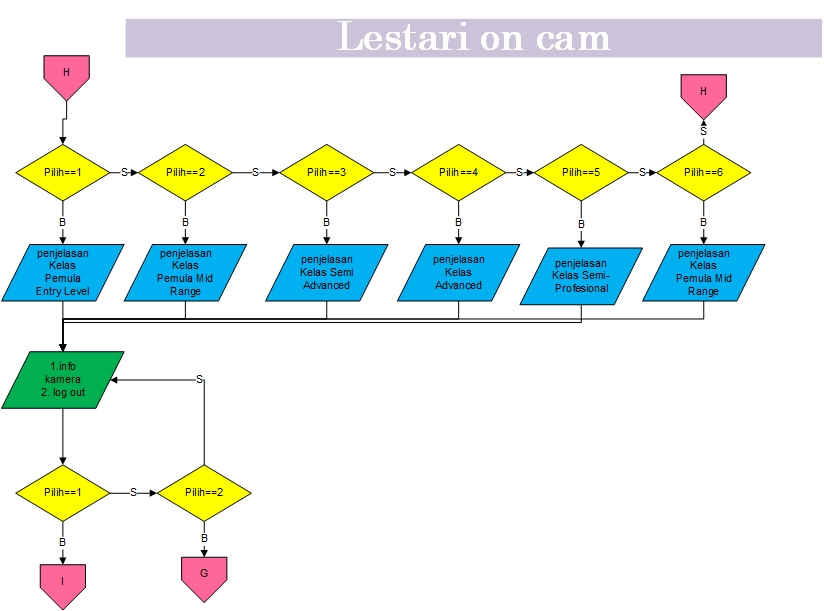 Lestari on cam
H
H
S
Pilih==1
S
Pilih==2
S
Pilih==3
S
Pilih==4
S
Pilih==5
S
Pilih==6
B
B
B
B
B
B
penjelasan
Kelas
Pemula
Entry Level
penjelasan
Kelas
Pemula Mid
Range
penjelasan
Kelas Semi
Advanced
penjelasan
Kelas
Advanced
penjelasan
Kelas Semi-
Profesional
penjelasan
Kelas
Pemula Mid
Range
1.info
kamera
2. log out
S
Pilih==1
S
Pilih==2
B
B
I
G